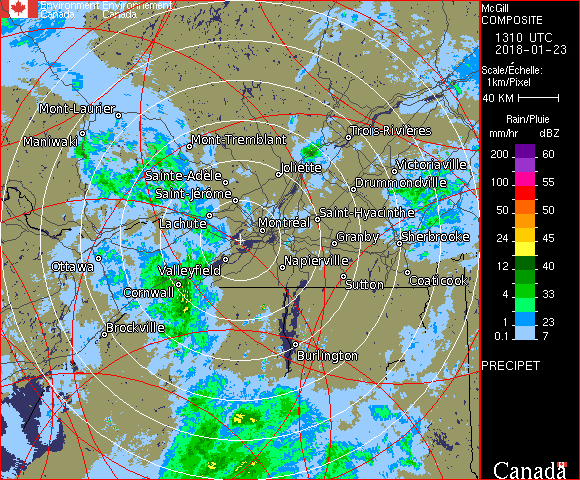 Environment Environnement
Canada Canada
McGill
COMPOSITE
1310 UTC
2018-01-23
Scale/Échelle:
1km/Pixel
40 KM
Rain/Pluie
mm/hr dBZ
200 60
150 57
100 55
50 50
24 45
12 40
4 33
1 23
0.1 7
PRECIPET
Canada
Mont-Laurier
Maniwaki
Mont-Tremblant
Trois-Rivières
Joliette
Victoriaville
Sainte-Adèle
Drummondville
Saint-Jérôme
Saint-Hyacinthe
Lachute
Montréal
Granby
Sherbrooke
Ottawa
Valleyfield
Napierville
Sutton
Coaticook
Cornwall
Brockville
Burlington